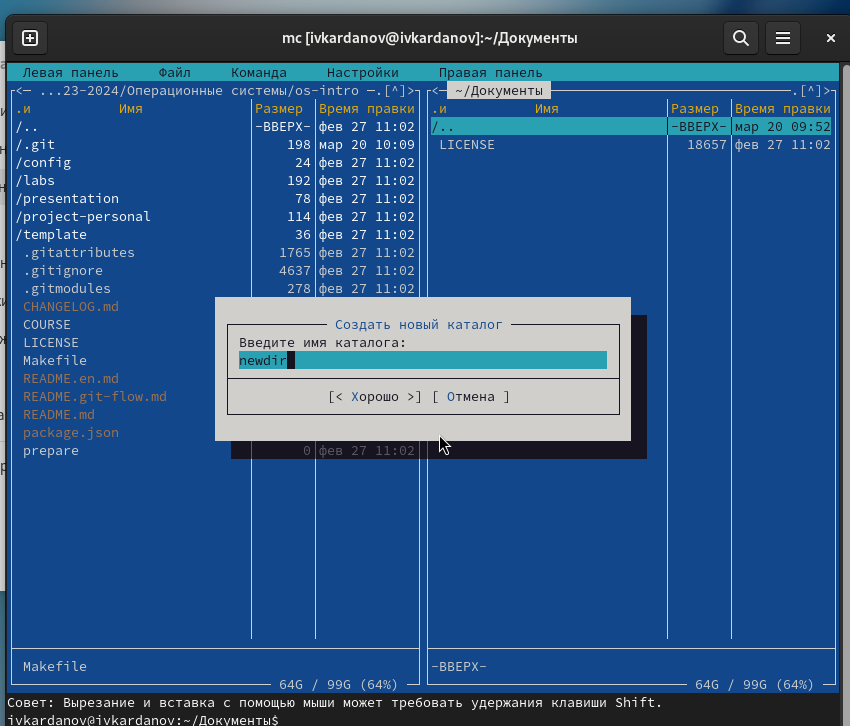 mc [ivkardanov@ivkardanov]:~/Документы
Левая панель Файл Команда Настройки Правая панель
<— ...23-2024/Операционные системы/os-intro —.[^]> <— ~/Документы .[^]>
.и Имя Размер Время правки .и Имя Размер Время правки
/.. -ВВЕРХ- фев 27 11:02 /.. -ВВЕРХ- мар 20 09:52
/.git 198 мар 20 10:09 LICENSE 18657 фев 27 11:02
/config 24 фев 27 11:02
/labs 192 фев 27 11:02
/presentation 78 фев 27 11:02
/project-personal 114 фев 27 11:02
/template 36 фев 27 11:02
.gitattributes 1765 фев 27 11:02
.gitignore 4637 фев 27 11:02
.gitmodules 278 фев 27 11:02
CHANGELOG.md
COURSE
LICENSE
Makefile
README.en.md
README.git-flow.md
README.md
package.json
prepare 0 фев 27 11:02
Создать новый каталог
Введите имя каталога:
newdir
[< Хорошо >] [ Отмена ]
Makefile -ВВЕРХ-
64G / 99G (64%) 64G / 99G (64%)
Совет: Вырезание и вставка с помощью мыши может требовать удержания клавиши Shift.
ivkardanov@ivkardanov:~/Документы$